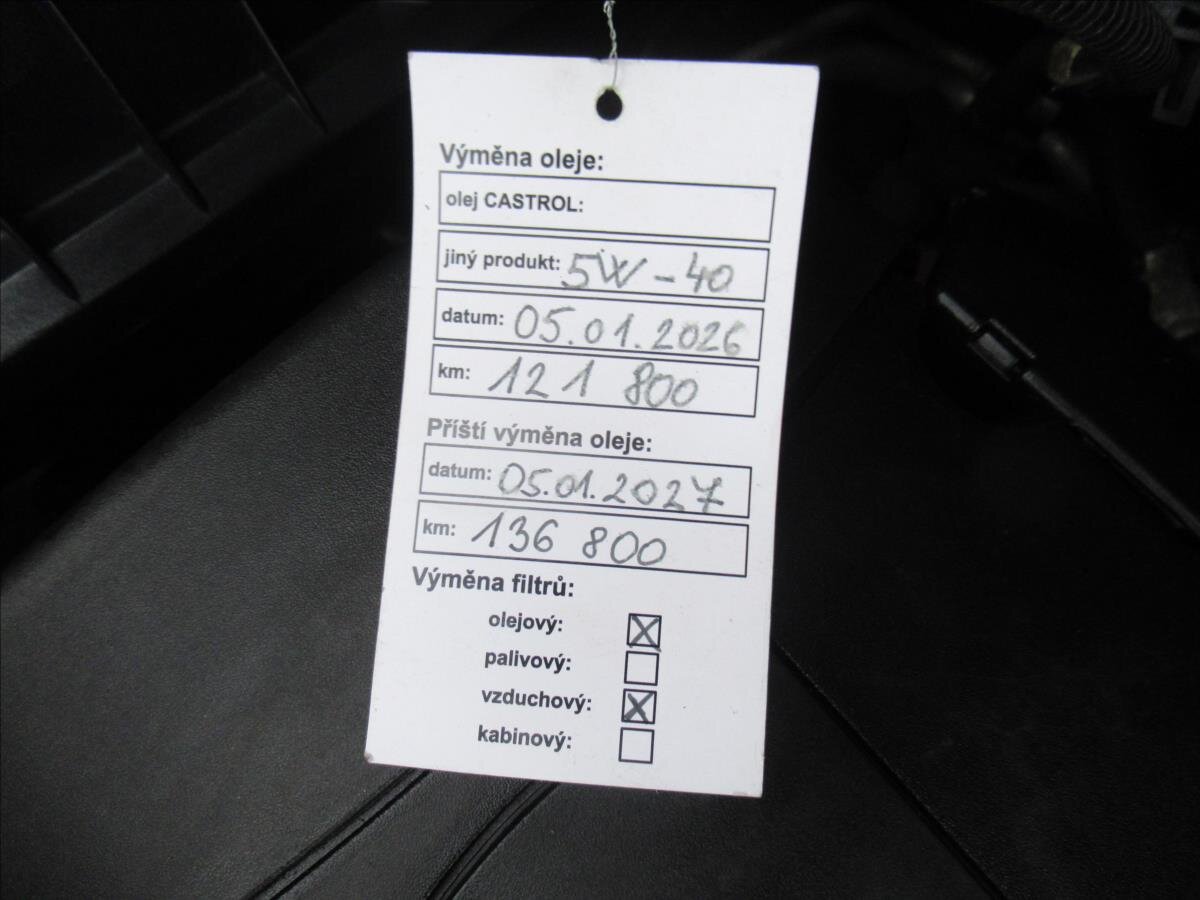 Výměna oleje:
olej CASTROL:
jiný produkt: 5W-40
datum: 05.01.2026
km: 121 800
Příští výměna oleje:
datum: 05.01.2027
km: 136 800
Výměna filtrů:
olejový: X
palivový:
vzduchový: X
kabinový: